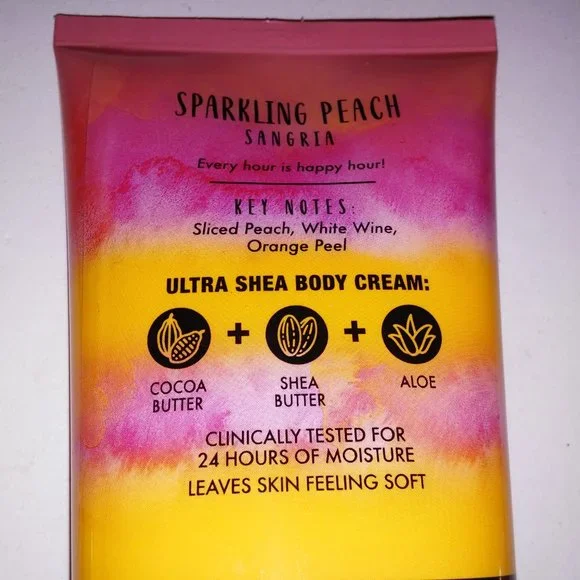 SPARKLING PEACH
SANGRIA
Every hour is happy hour!
KEY NOTES:
Sliced Peach, White Wine,
Orange Peel
ULTRA SHEA BODY CREAM:
COCOA BUTTER
+
SHEA BUTTER
+
ALOE
CLINICALLY TESTED FOR
24 HOURS OF MOISTURE
LEAVES SKIN FEELING SOFT